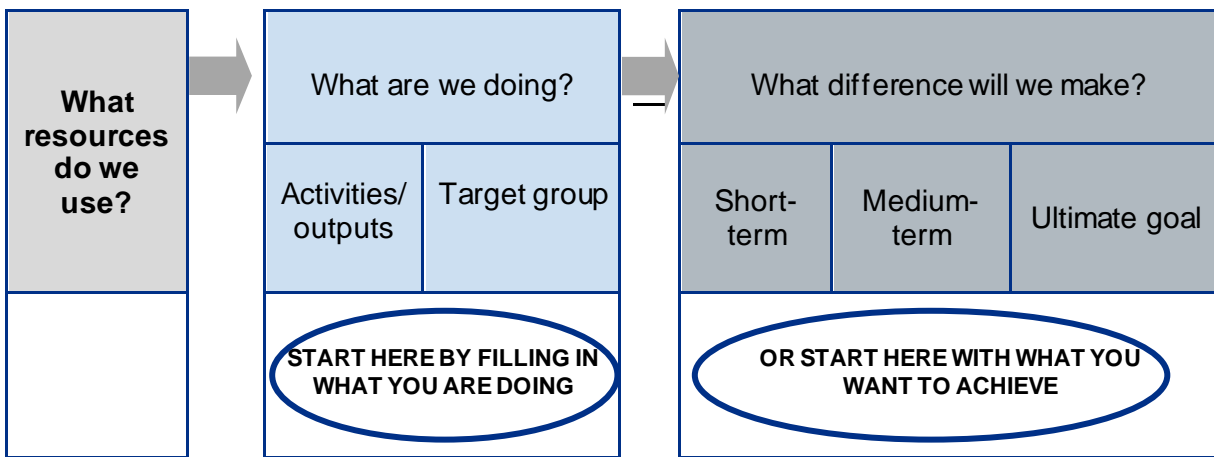 What
resources
do we
use?
What are we doing?
Activities/
outputs
Target group
What difference will we make?
Short-
term
Medium-
term
Ultimate goal
START HERE BY FILLING IN
WHAT YOU ARE DOING
OR START HERE WITH WHAT YOU
WANT TO ACHIEVE